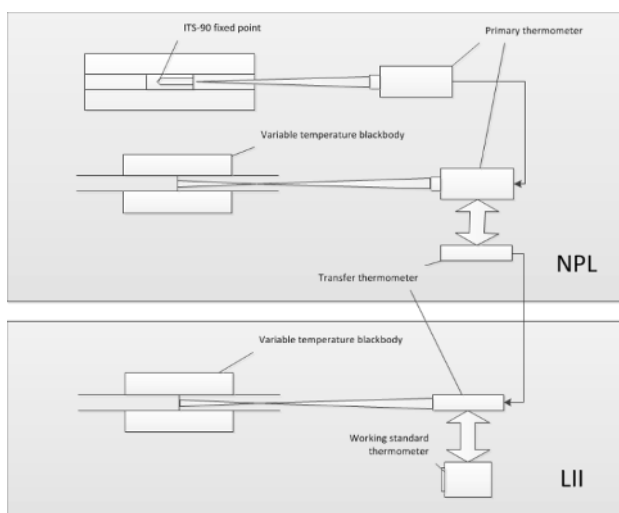 ITS-90 fixed point
Primary thermometer
Variable temperature blackbody
NPL
Transfer thermometer
Variable temperature blackbody
Working standard
thermometer
LII